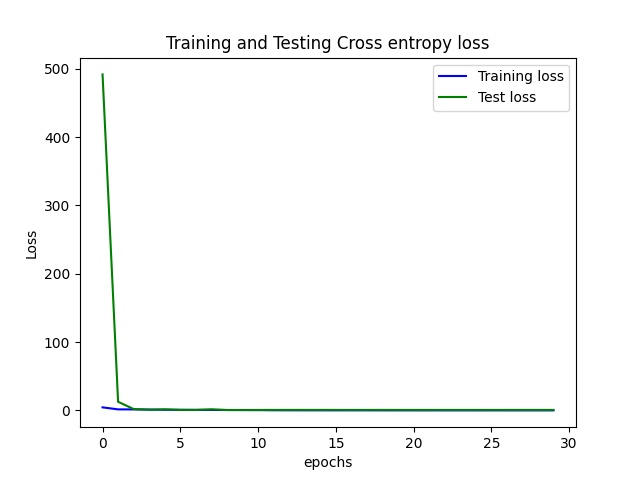 Training and Testing Cross entropy loss
Training loss
Test loss
Loss
500
400
300
200
100
0
0 5 10 15 20 25 30
epochs